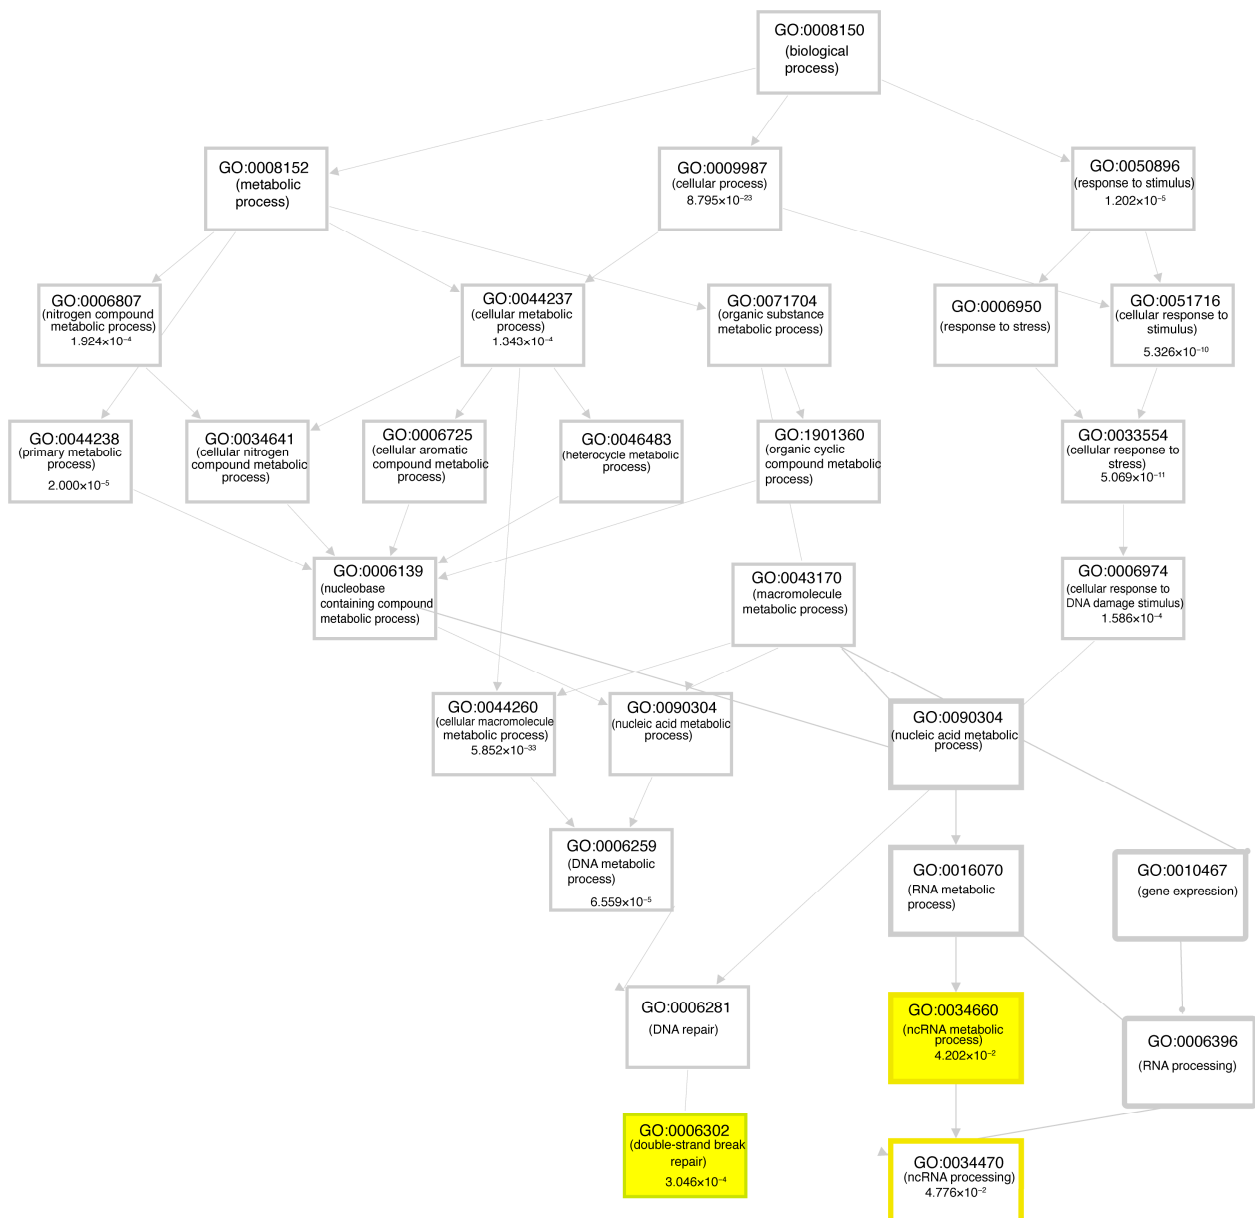 GO:0008150
(biological
process)
GO:0008152
(metabolic
process)
GO:0009987
(cellular process)
8.795×10⁻²³
GO:0050896
(response to stimulus)
1.202×10⁻⁵
GO:0006807
(nitrogen compound
metabolic process)
1.924×10⁻⁴
GO:0044237
(cellular metabolic
process)
1.343×10⁻⁴
GO:0071704
(organic substance
metabolic process)
GO:0006950
(response to stress)
GO:0051716
(cellular response to
stimulus)
5.326×10⁻¹⁰
GO:0044238
(primary metabolic
process)
2.000×10⁻⁵
GO:0034641
(cellular nitrogen
compound metabolic
process)
GO:0006725
(cellular aromatic
compound metabolic
process)
GO:0046483
(heterocycle metabolic
process)
GO:1901360
(organic cyclic
compound metabolic
process)
GO:0033554
(cellular response to
stress)
5.069×10⁻¹¹
GO:0006139
(nucleobase
containing compound
metabolic process)
GO:0043170
(macromolecule
metabolic process)
GO:0006974
(cellular response to
DNA damage stimulus)
1.586×10⁻⁴
GO:0044260
(cellular macromolecule
metabolic process)
5.852×10⁻³³
GO:0090304
(nucleic acid metabolic
process)
GO:0090304
(nucleic acid metabolic
process)
GO:0006259
(DNA metabolic
process)
6.559×10⁻⁵
GO:0016070
(RNA metabolic
process)
GO:0010467
(gene expression)
GO:0006281
(DNA repair)
GO:0034660
(ncRNA metabolic
process)
4.202×10⁻²
GO:0006396
(RNA processing)
GO:0006302
(double-strand break
repair)
3.046×10⁻⁴
GO:0034470
(ncRNA processing)
4.776×10⁻²